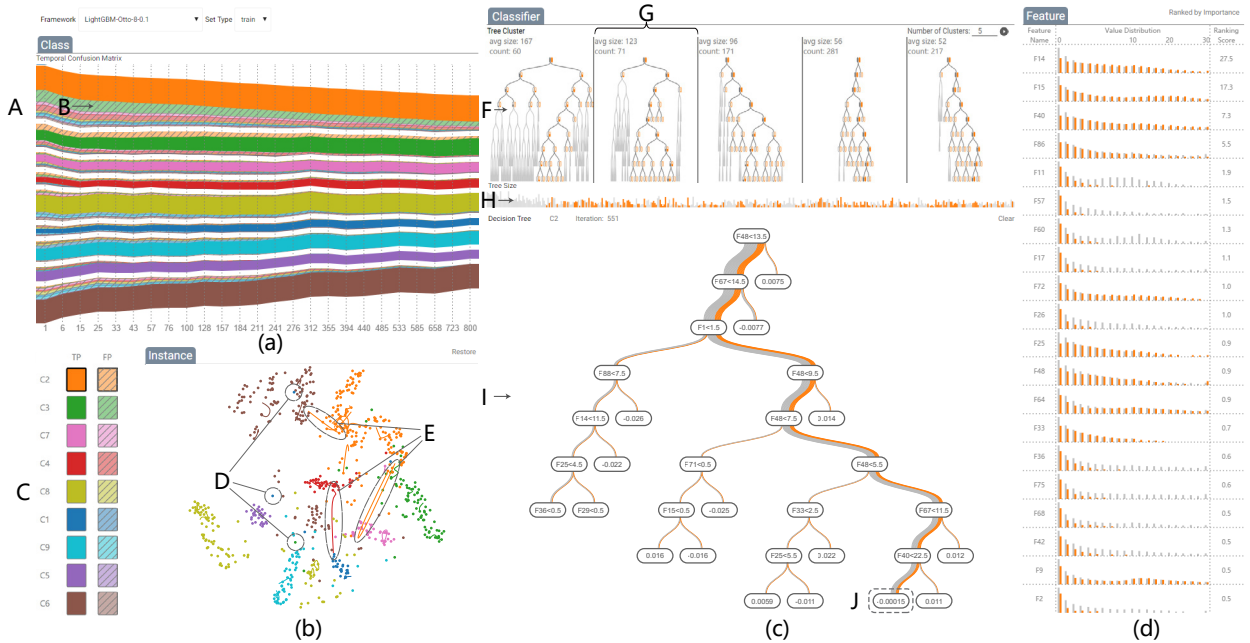 Framework LightGBM-Otto-8-0.1 Set Type train
Class
Temporal Confusion Matrix
A
B
1 6 15 25 33 43 57 76 100 128 157 184 211 241 276 312 355 394 440 485 533 586 658 723 800
(a)
TP FP
C2
C3
C7
C4
C8
C1
C9
C5
C6
C
Instance
Restore
D
E
(b)
Classifier
G
Tree Cluster
Number of Clusters: 5
avg size: 167
count: 60
avg size: 123
count: 71
avg size: 96
count: 171
avg size: 56
count: 281
avg size: 52
count: 217
F
Tree Size
H
Decision Tree C2 Iteration: 551 Clear
F48<13.5
F67<14.5 0.0075
F1<1.5 -0.0077
F88<7.5 F48<9.5
I
F14<11.5 -0.026 F48<7.5 0.014
F25<4.5 -0.022 F71<0.5 F48<5.5
F36<0.5 F29<0.5 F15<0.5 -0.025 F33<2.5 F67<11.5
0.016 -0.016 F25<5.5 0.022 F40<22.5 0.012
J
0.0059 -0.011 -0.00015 0.011
(c)
Feature
Ranked by Importance
Feature Name Value Distribution Ranking Score
0 10 30
F14 27.5
F15 17.3
F40 7.3
F86 5.5
F11 1.9
F57 1.5
F60 1.3
F17 1.1
F72 1.0
F26 1.0
F25 0.9
F48 0.9
F64 0.9
F33 0.7
F36 0.6
F75 0.6
F68 0.5
F42 0.5
F9 0.5
F2 0.5
0 10 20 30
(d)